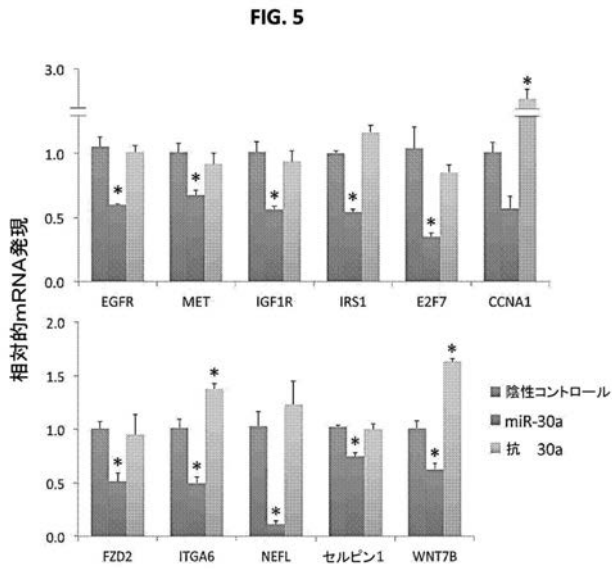 FIG. 5
相対的mRNA発現
3.0
1.0
0.5
0.0
* * * * * *
EGFR MET IGF1R IRS1 E2F7 CCNA1
2.0
1.5
1.0
0.5
0.0
* * * * * * *
FZD2 ITGA6 NEFL セルピン1 WNT7B
陰性コントロール
miR-30a
抗 30a